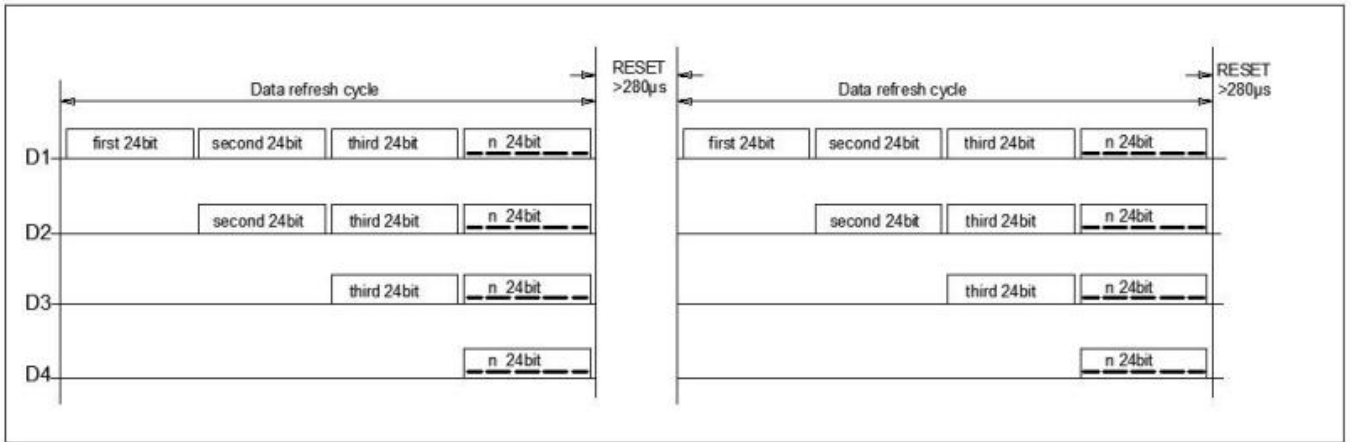 RESET
>280µs
RESET
>280µs
Data refresh cycle
Data refresh cycle
D1 first 24bit second 24bit third 24bit n 24bit first 24bit second 24bit third 24bit n 24bit
D2 second 24bit third 24bit n 24bit second 24bit third 24bit n 24bit
D3 third 24bit n 24bit third 24bit n 24bit
D4 n 24bit n 24bit